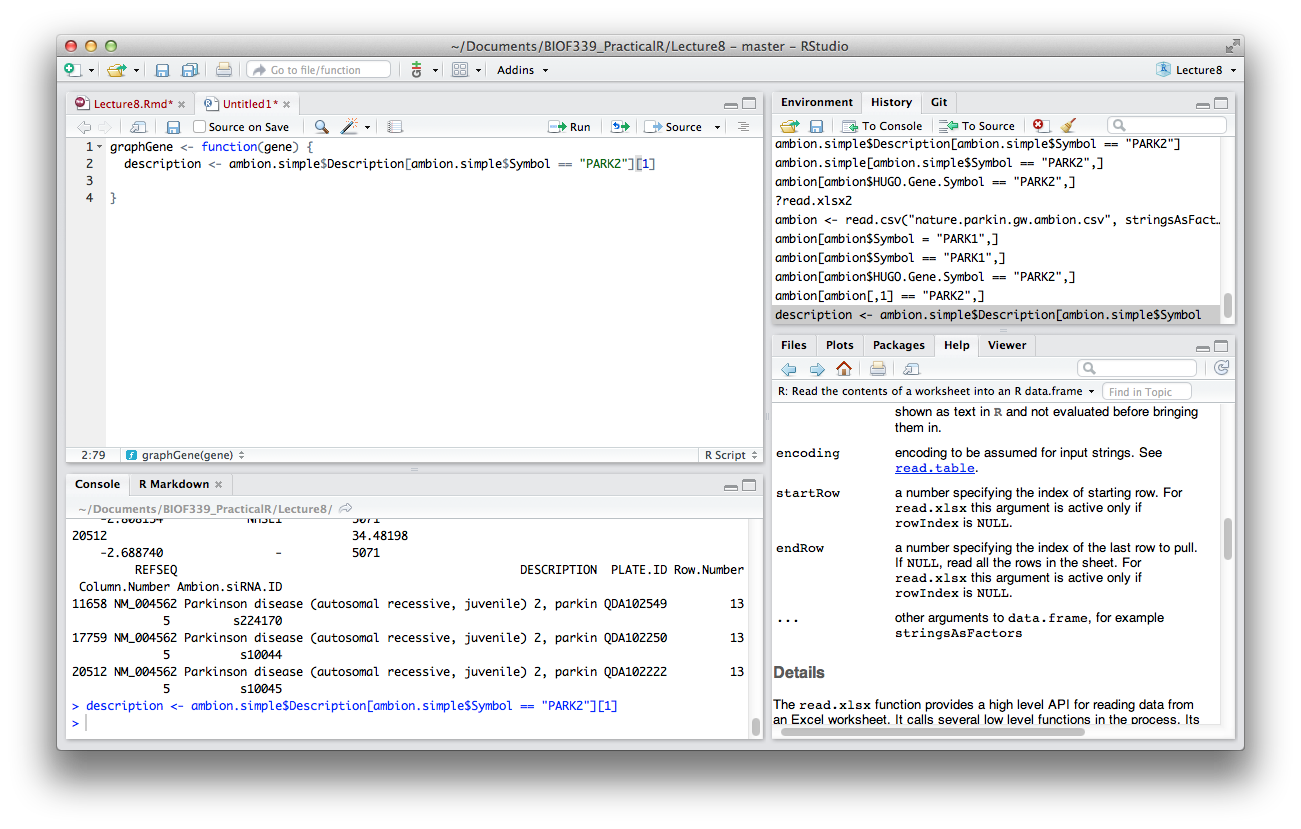 ~/Documents/BIOF339_PracticalR/Lecture8 – master – RStudio
Go to file/function
Addins
Lecture8
Lecture8.Rmd*
Untitled1*
Source on Save
Run
Source
1 graphGene <- function(gene) {
2 description <- ambion.simple$Description[ambion.simple$Symbol == "PARK2"][1]
3
4 }
2:79
graphGene(gene)
R Script
Console
R Markdown
~/Documents/BIOF339_PracticalR/Lecture8/
-2.808154 NHSL1 5071
20512 34.48198
-2.688740 - 5071
REFSEQ DESCRIPTION PLATE.ID Row.Number
Column.Number Ambion.siRNA.ID
11658 NM_004562 Parkinson disease (autosomal recessive, juvenile) 2, parkin QDA102549 13
5 s224170
17759 NM_004562 Parkinson disease (autosomal recessive, juvenile) 2, parkin QDA102250 13
5 s10044
20512 NM_004562 Parkinson disease (autosomal recessive, juvenile) 2, parkin QDA102222 13
5 s10045
> description <- ambion.simple$Description[ambion.simple$Symbol == "PARK2"][1]
>
Environment
History
Git
To Console
To Source
ambion.simple$Description[ambion.simple$Symbol == "PARK2"]
ambion.simple[ambion.simple$Symbol == "PARK2",]
ambion[ambion$HUGO.Gene.Symbol == "PARK2",]
?read.xlsx2
ambion <- read.csv("nature.parkin.gw.ambion.csv", stringsAsFact…
ambion[ambion$Symbol = "PARK1",]
ambion[ambion$Symbol == "PARK1",]
ambion[ambion$HUGO.Gene.Symbol == "PARK2",]
ambion[ambion[,1] == "PARK2",]
description <- ambion.simple$Description[ambion.simple$Symbol
Files
Plots
Packages
Help
Viewer
R: Read the contents of a worksheet into an R data.frame
Find in Topic
shown as text in R and not evaluated before bringing
them in.
encoding encoding to be assumed for input strings. See
read.table.
startRow a number specifying the index of starting row. For
read.xlsx this argument is active only if
rowIndex is NULL.
endRow a number specifying the index of the last row to pull.
If NULL, read all the rows in the sheet. For
read.xlsx this argument is active only if
rowIndex is NULL.
... other arguments to data.frame, for example
stringsAsFactors
Details
The read.xlsx function provides a high level API for reading data from
an Excel worksheet. It calls several low level functions in the process. Its